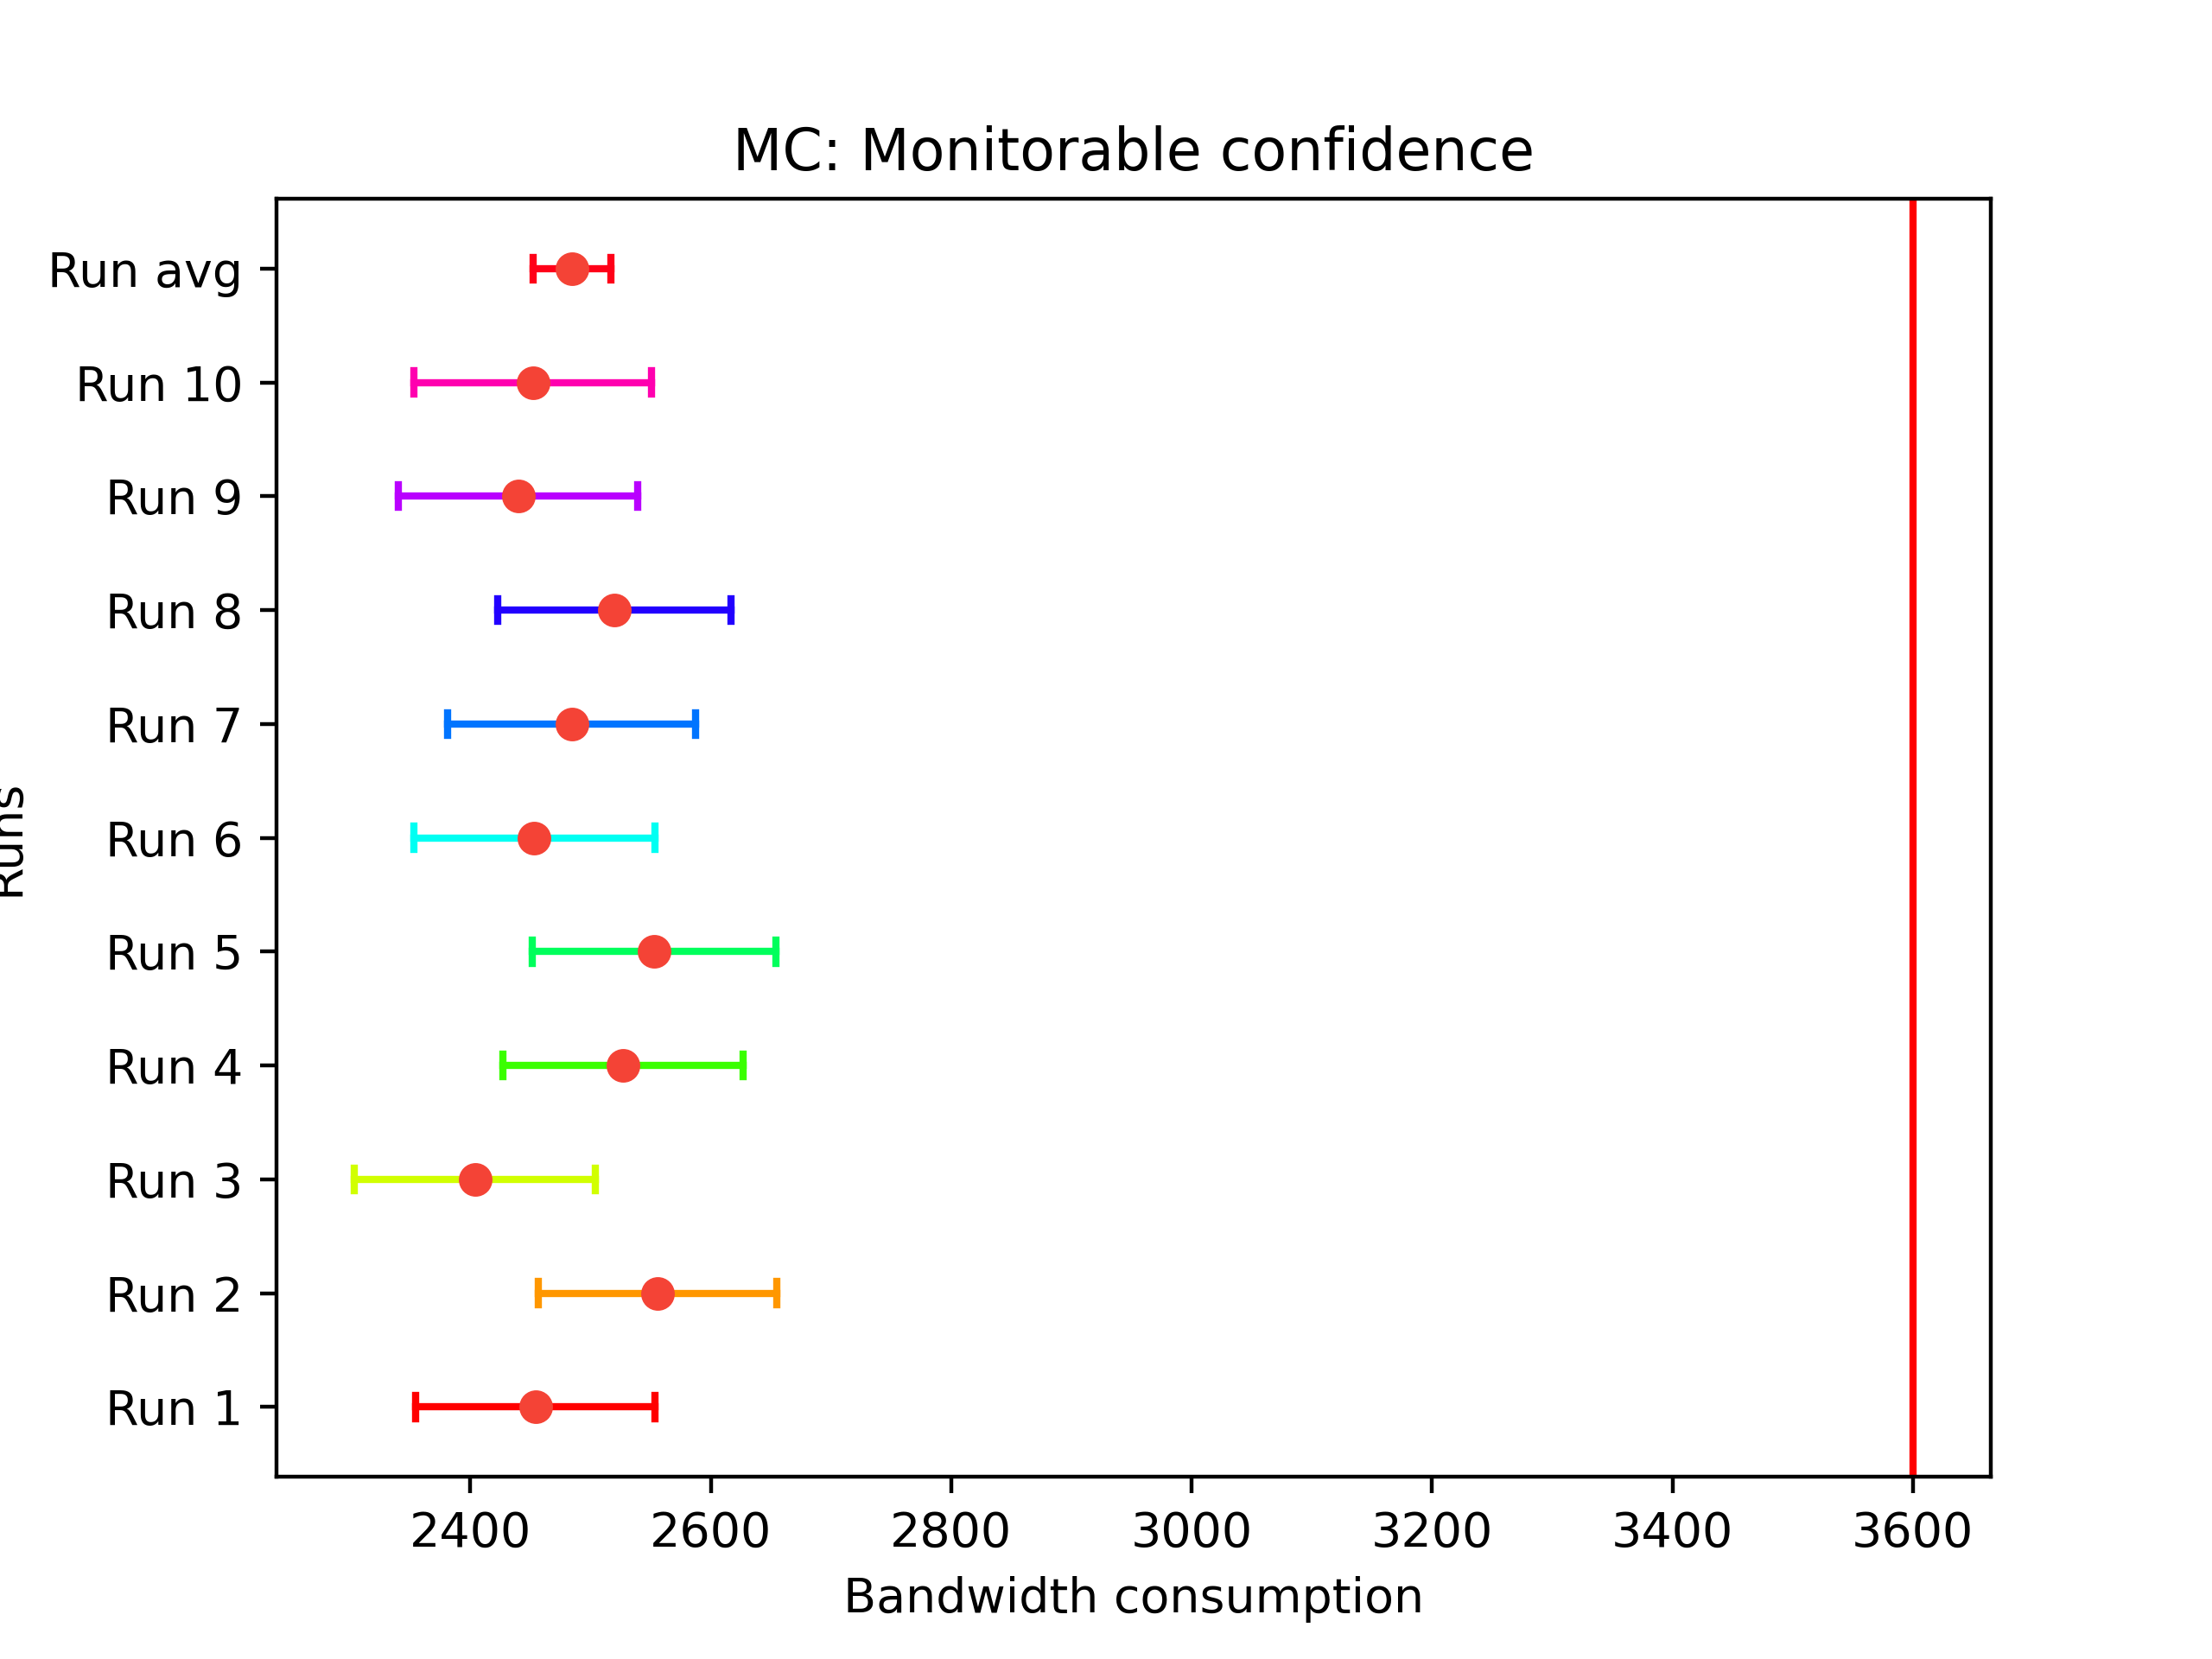 MC: Monitorable confidence
Run avg
Run 10
Run 9
Run 8
Run 7
Run 6
Run 5
Run 4
Run 3
Run 2
Run 1
Runs
2400 2600 2800 3000 3200 3400 3600
Bandwidth consumption